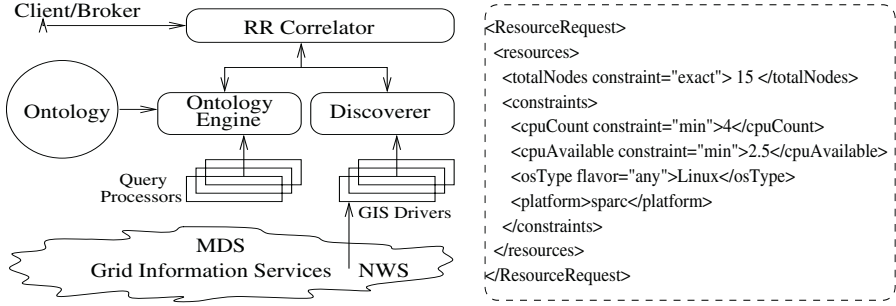 Client/Broker
RR Correlator
Ontology
Ontology
Engine
Discoverer
Query
Processors
GIS Drivers
MDS
Grid Information Services
NWS
<ResourceRequest>
<resources>
<totalNodes constraint="exact"> 15 </totalNodes>
<constraints>
<cpuCount constraint="min">4</cpuCount>
<cpuAvailable constraint="min">2.5</cpuAvailable>
<osType flavor="any">Linux</osType>
<platform>sparc</platform>
</constraints>
</resources>
</ResourceRequest>